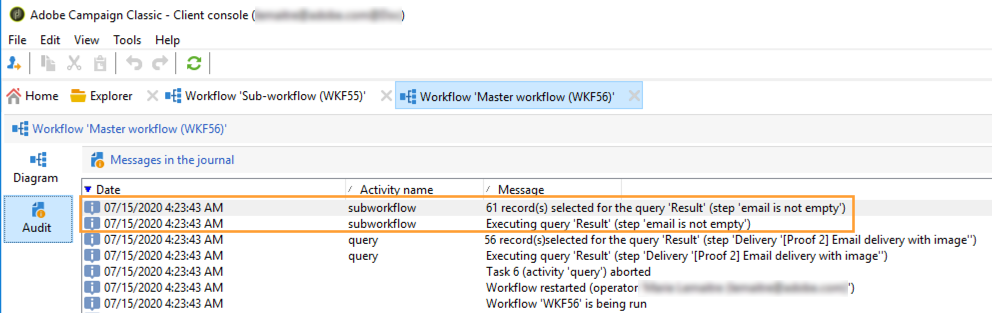 Adobe Campaign Classic - Client console (
File Edit View Tools Help
Home Explorer Workflow 'Sub-workflow (WKF55)' Workflow 'Master workflow (WKF56)'
Workflow 'Master workflow (WKF56)'
Diagram
Audit
Messages in the journal
Date Activity name Message
07/15/2020 4:23:43 AM subworkflow 61 record(s) selected for the query 'Result' (step 'email is not empty')
07/15/2020 4:23:43 AM subworkflow Executing query 'Result' (step 'email is not empty')
07/15/2020 4:23:43 AM query 56 record(s)selected for the query 'Result' (step 'Delivery '[Proof 2] Email delivery with image'')
07/15/2020 4:23:43 AM query Executing query 'Result' (step 'Delivery '[Proof 2] Email delivery with image'')
07/15/2020 4:23:43 AM Task 6 (activity 'query') aborted
07/15/2020 4:23:43 AM Workflow restarted (operator ')
07/15/2020 4:23:43 AM Workflow 'WKF56' is being run